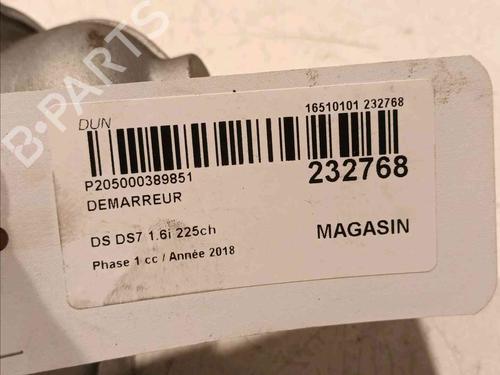 B-PARTS
DUN
16510101 232768
P205000389851
232768
DEMARREUR
DS DS7 1.6i 225ch
MAGASIN
Phase 1 cc / Année 2018